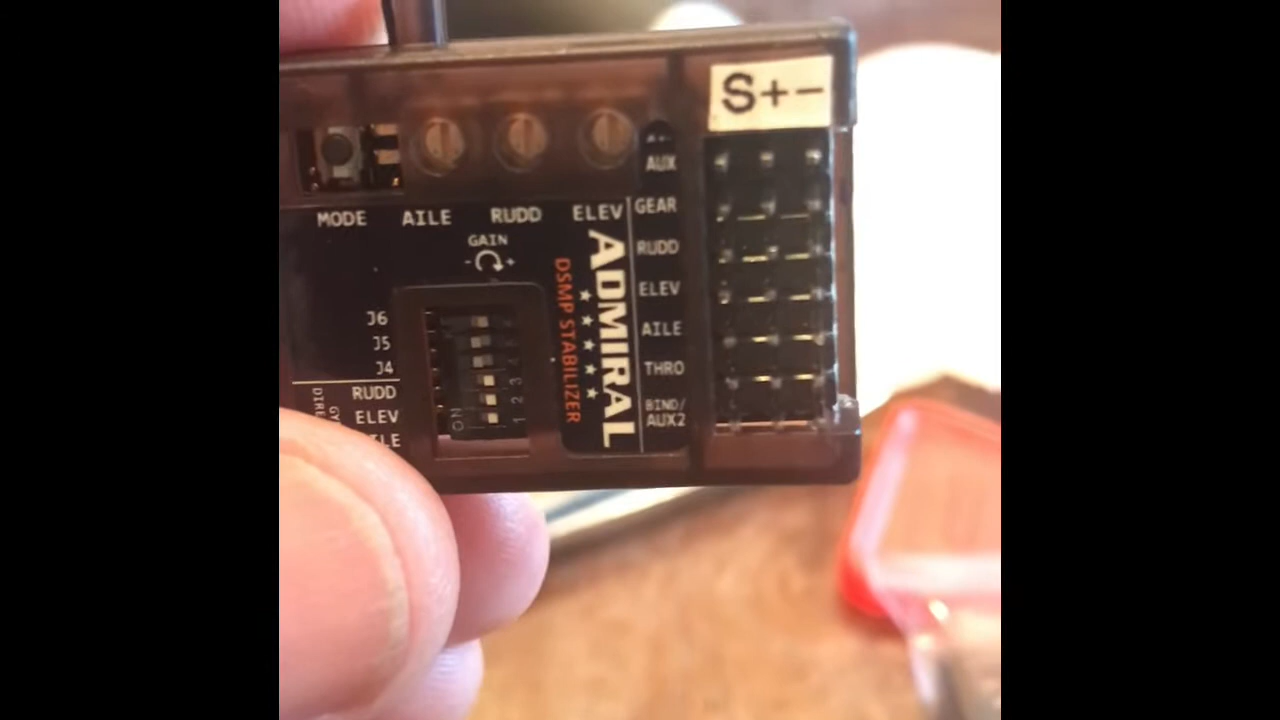 S+-
MODE AILE RUDD ELEV
GAIN
- +
ADMIRAL
DSMP STABILIZER
AUX
GEAR
RUDD
ELEV
AILE
THRO
BIND/
AUX2
J6
J5
J4
RUDD
ELEV
ON
1 2 3